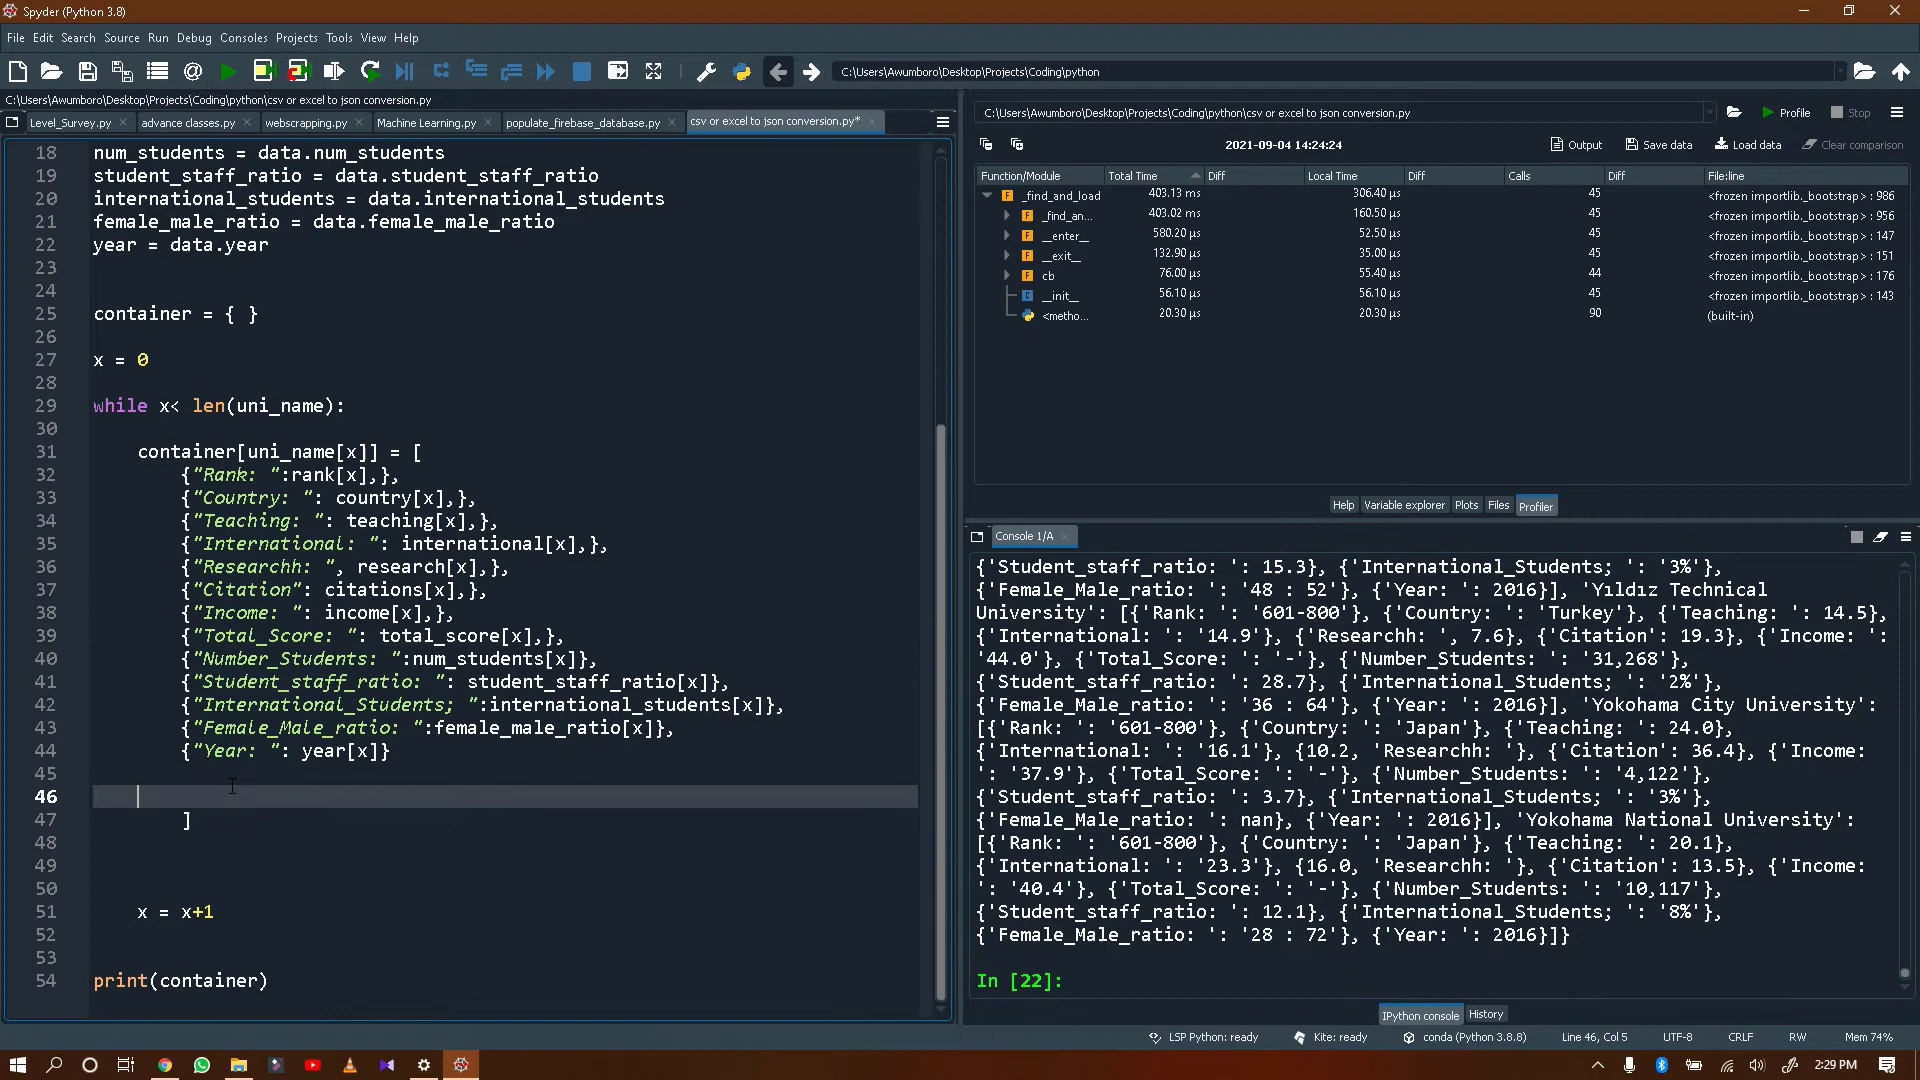 Spyder (Python 3.8)
File Edit Search Source Run Debug Consoles Projects Tools View Help
C:\Users\Awumboro\Desktop\Projects\Coding\python
C:\Users\Awumboro\Desktop\Projects\Coding\python\csv or excel to json conversion.py
Level_Survey.py advance classes.py webscrapping.py Machine Learning.py populate_firebase_database.py csv or excel to json conversion.py*
18 num_students = data.num_students
19 student_staff_ratio = data.student_staff_ratio
20 international_students = data.international_students
21 female_male_ratio = data.female_male_ratio
22 year = data.year
23
24
25 container = { }
26
27 x = 0
28
29 while x< len(uni_name):
30
31 container[uni_name[x]] = [
32 {"Rank: ":rank[x],},
33 {"Country: ": country[x],},
34 {"Teaching: ": teaching[x],},
35 {"International: ": international[x],},
36 {"Researchh: ", research[x],},
37 {"Citation": citations[x],},
38 {"Income: ": income[x],},
39 {"Total_Score: ": total_score[x],},
40 {"Number_Students: ":num_students[x]},
41 {"Student_staff_ratio: ": student_staff_ratio[x]},
42 {"International_Students; ":international_students[x]},
43 {"Female_Male_ratio: ":female_male_ratio[x]},
44 {"Year: ": year[x]}
45
46
47 ]
48
49
50
51 x = x+1
52
53
54 print(container)
C:\Users\Awumboro\Desktop\Projects\Coding\python\csv or excel to json conversion.py Profile Stop
2021-09-04 14:24:24 Output Save data Load data Clear comparison
Function/Module Total Time Diff Local Time Diff Calls Diff File:line
_find_and_load 403.13 ms 306.40 µs 45 <frozen importlib._bootstrap> : 986
_find_an... 403.02 ms 160.50 µs 45 <frozen importlib._bootstrap> : 956
__enter__ 580.20 µs 52.50 µs 45 <frozen importlib._bootstrap> : 147
__exit__ 132.90 µs 35.00 µs 45 <frozen importlib._bootstrap> : 151
cb 76.00 µs 55.40 µs 44 <frozen importlib._bootstrap> : 176
__init__ 56.10 µs 56.10 µs 45 <frozen importlib._bootstrap> : 143
<metho... 20.30 µs 20.30 µs 90 (built-in)
Help Variable explorer Plots Files Profiler
Console 1/A
{'Student_staff_ratio: ': 15.3}, {'International_Students; ': '3%'},
{'Female_Male_ratio: ': '48 : 52'}, {'Year: ': 2016}], 'Yıldız Technical
University': [{'Rank: ': '601-800'}, {'Country: ': 'Turkey'}, {'Teaching: ': 14.5},
{'International: ': '14.9'}, {'Researchh: ', 7.6}, {'Citation': 19.3}, {'Income: ':
'44.0'}, {'Total_Score: ': '-'}, {'Number_Students: ': '31,268'},
{'Student_staff_ratio: ': 28.7}, {'International_Students; ': '2%'},
{'Female_Male_ratio: ': '36 : 64'}, {'Year: ': 2016}], 'Yokohama City University':
[{'Rank: ': '601-800'}, {'Country: ': 'Japan'}, {'Teaching: ': 24.0},
{'International: ': '16.1'}, {10.2, 'Researchh: '}, {'Citation': 36.4}, {'Income:
': '37.9'}, {'Total_Score: ': '-'}, {'Number_Students: ': '4,122'},
{'Student_staff_ratio: ': 3.7}, {'International_Students; ': '3%'},
{'Female_Male_ratio: ': nan}, {'Year: ': 2016}], 'Yokohama National University':
[{'Rank: ': '601-800'}, {'Country: ': 'Japan'}, {'Teaching: ': 20.1},
{'International: ': '23.3'}, {16.0, 'Researchh: '}, {'Citation': 13.5}, {'Income:
': '40.4'}, {'Total_Score: ': '-'}, {'Number_Students: ': '10,117'},
{'Student_staff_ratio: ': 12.1}, {'International_Students; ': '8%'},
{'Female_Male_ratio: ': '28 : 72'}, {'Year: ': 2016}]}
In [22]:
IPython console History
LSP Python: ready Kite: ready conda (Python 3.8.8) Line 46, Col 5 UTF-8 CRLF RW Mem 74%
2:29 PM